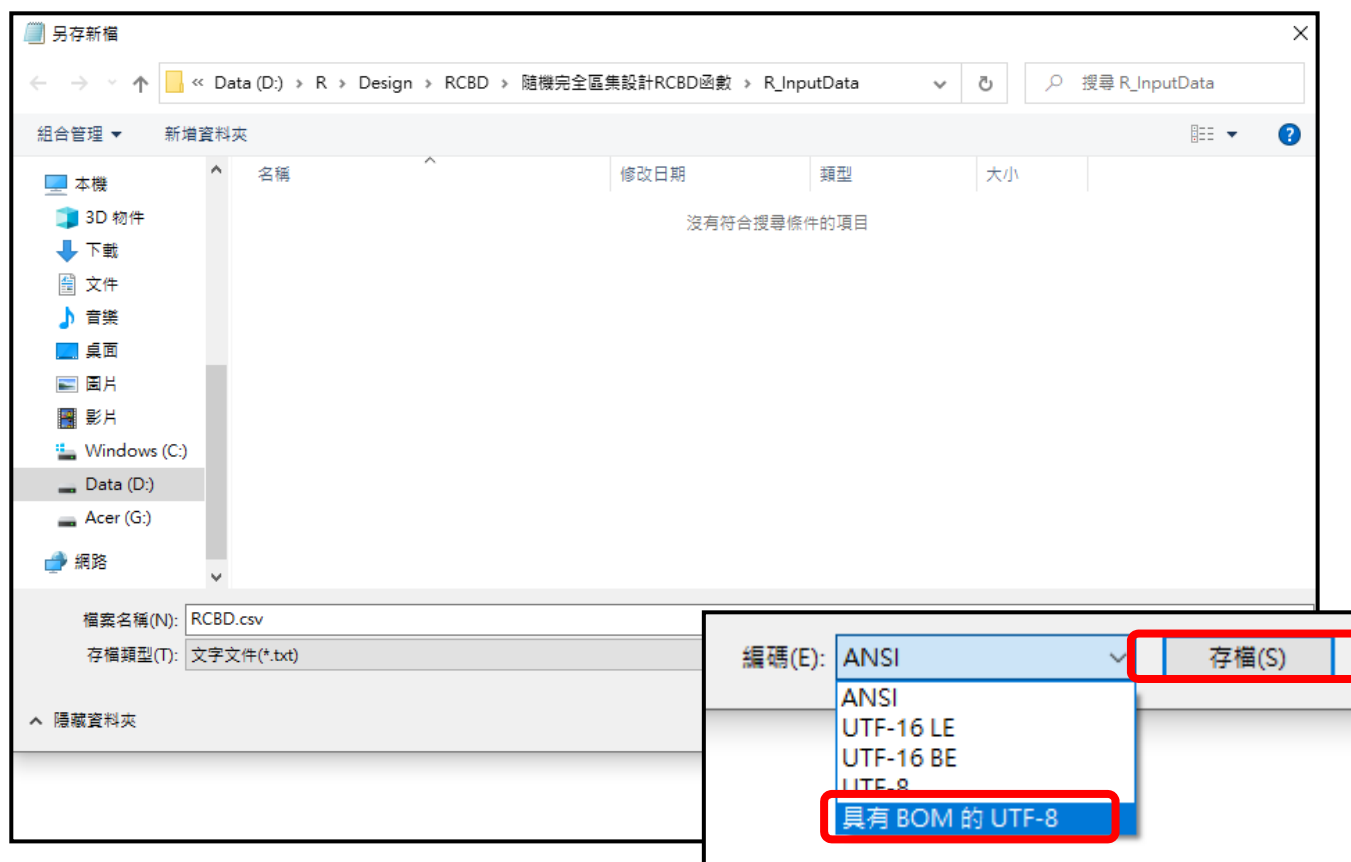 另存新檔
« Data (D:) › R › Design › RCBD › 隨機完全區集設計RCBD函數 › R_InputData
搜尋 R_InputData
組合管理 新增資料夾
名稱 修改日期 類型 大小
沒有符合搜尋條件的項目
本機
3D 物件
下載
文件
音樂
桌面
圖片
影片
Windows (C:)
Data (D:)
Acer (G:)
網路
檔案名稱(N): RCBD.csv
存檔類型(T): 文字文件(*.txt)
隱藏資料夾
編碼(E): ANSI 存檔(S)
ANSI
UTF-16 LE
UTF-16 BE
UTF-8
具有 BOM 的 UTF-8